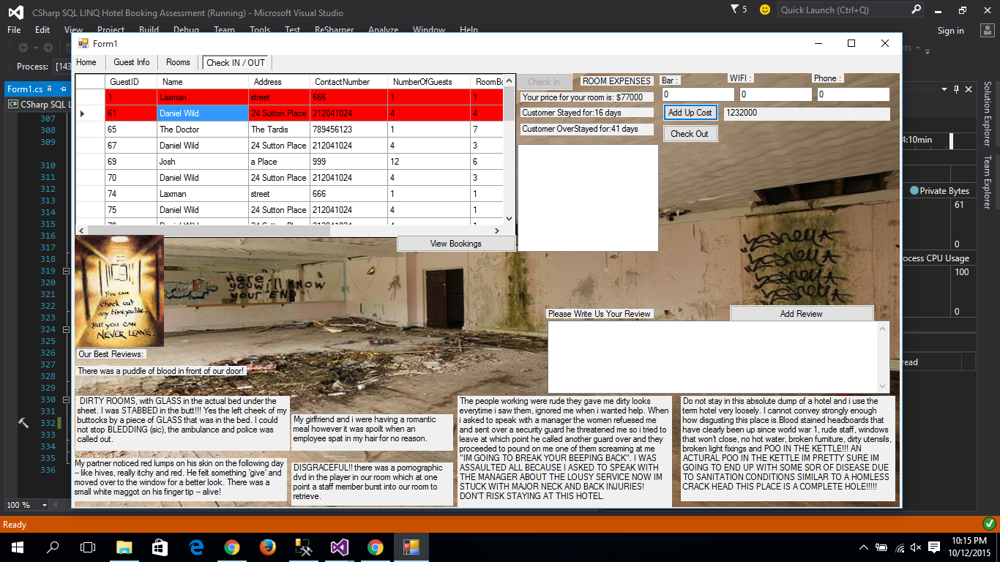 CSharp SQL LINQ Hotel Booking Assessment (Running) - Microsoft Visual Studio
5
Quick Launch (Ctrl+Q)
File Edit View Project Build Debug Team Tools Test ReSharper Analyze Window Help
Sign in
Process: [143
Form1
Home Guest Info Rooms Check IN / OUT
Form1.cs
CSharp SQL L
GuestID Name Address ContactNumber NumberOfGuests RoomBo
1 Laxman street 666 1 1
61 Daniel Wild 24 Sutton Place 212041024 4 4
65 The Doctor The Tardis 789456123 1 7
67 Daniel Wild 24 Sutton Place 212041024 4 3
69 Josh a Place 999 12 6
70 Daniel Wild 24 Sutton Place 212041024 4 3
74 Laxman street 666 1 1
75 Daniel Wild 24 Sutton Place 212041024 4 1
View Bookings
Check In
ROOM EXPENSES
Your price for your room is: $77000
Customer Stayed for:16 days
Customer OverStayed for:41 days
Bar : WIFI : Phone :
0 0 0
Add Up Cost 1232000
Check Out
Solution Explorer
Team Explorer
4:10min
Private Bytes
61
0
ocess CPU Usage
100
0
read
307
308
309
310
311
312
313
314
315
316
317
318
319
320
321
322
323
324
325
326
327
328
329
330
331
332
333
334
335
336
Here you'll KNOW
your END
You can
check out
any time you like,
But you can
NEVER LEAVE.
Please Write Us Your Review
Add Review
Our Best Reviews:
There was a puddle of blood in front of our door!
DIRTY ROOMS, with GLASS in the actual bed under the
sheet. I was STABBED in the butt!!! Yes the left cheek of my
buttocks by a piece of GLASS that was in the bed. I could
not stop BLEDDING (sic), the ambulance and police was
called out.
My partner noticed red lumps on his skin on the following day
-- like hives, really itchy and red. He felt something 'give' and
moved over to the window for a better look. There was a
small white maggot on his finger tip -- alive!
My girlfriend and i were having a romantic
meal however it was spoilt when an
employee spat in my hair for no reason.
DISGRACEFUL!! there was a pornographic
dvd in the player in our room which at one
point a staff member burst into our room to
retrieve.
The people working were rude they gave me dirty looks
everytime i saw them, ignored me when i wanted help. When
i asked to speak with a manager the women refuesed me
and sent over a security guard he threatened me so i tried to
leave at which point he called another guard over and they
proceeded to pound on me one of them screaming at me
"IM GOING TO BREAK YOUR BEEPING BACK". I WAS
ASSAULTED ALL BECAUSE I ASKED TO SPEAK WITH
THE MANAGER ABOUT THE LOUSY SERVICE NOW IM
STUCK WITH MAJOR NECK AND BACK INJURIES!
DON'T RISK STAYING AT THIS HOTEL.
Do not stay in this absolute dump of a hotel and i use the
term hotel very loosely. I cannot convey strongly enough
how disgusting this place is.Blood stained headboards that
have clearly been up since world war 1, rude staff, windows
that won't close, no hot water, broken furniture, dirty utensils,
broken light fixings and POO IN THE KETTLE!!! AN
ACTURAL POO IN THE KETTLE IM PRETTY SURE IM
GOING TO END UP WITH SOME SOR OF DISEASE DUE
TO SANITATION CONDITIONS SIMILAR TO A HOMLESS
CRACK HEAD THIS PLACE IS A COMPLETE HOLE!!!!!
100 %
Ready
10:15 PM
10/12/2015